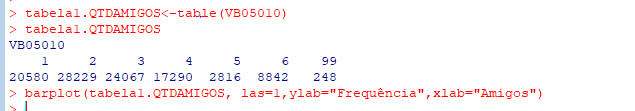 > tabela1.QTDAMIGOS<-table(VB05010)
> tabela1.QTDAMIGOS
VB05010
1 2 3 4 5 6 99
20580 28229 24067 17290 2816 8842 248
> barplot(tabela1.QTDAMIGOS, las=1,ylab="Frequência",xlab="Amigos")
>